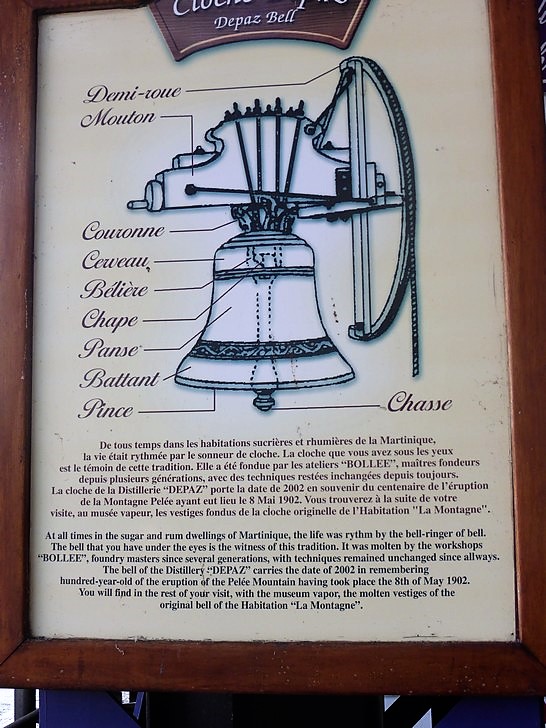 Cloche
Depaz Bell
Demi-roue
Mouton
Couronne
Cerveau
Bélière
Chape
Panse
Battant
Pince
Chasse
De tous temps dans les habitations sucrières et rhumières de la Martinique,
la vie était rythmée par le sonneur de cloche. La cloche que vous avez sous les yeux
est le témoin de cette tradition. Elle a été fondue par les ateliers “BOLLEE”, maîtres fondeurs
depuis plusieurs générations, avec des techniques restées inchangées depuis toujours.
La cloche de la Distillerie “DEPAZ” porte la date de 2002 en souvenir du centenaire de l'éruption
de la Montagne Pelée ayant eut lieu le 8 Mai 1902. Vous trouverez à la suite de votre
visite, au musée vapeur, les vestiges fondus de la cloche originelle de l'Habitation "La Montagne".
At all times in the sugar and rum dwellings of Martinique, the life was rythm by the bell-ringer of bell.
The bell that you have under the eyes is the witness of this tradition. It was molten by the workshops
“BOLLEE”, foundry masters since several generations, with techniques remained unchanged since allways.
The bell of the Distillery “DEPAZ” carries the date of 2002 in remembering
hundred-year-old of the eruption of the Pelée Mountain having took place the 8th of May 1902.
You will find in the rest of your visit, with the museum vapor, the molten vestiges of the
original bell of the Habitation “La Montagne”.